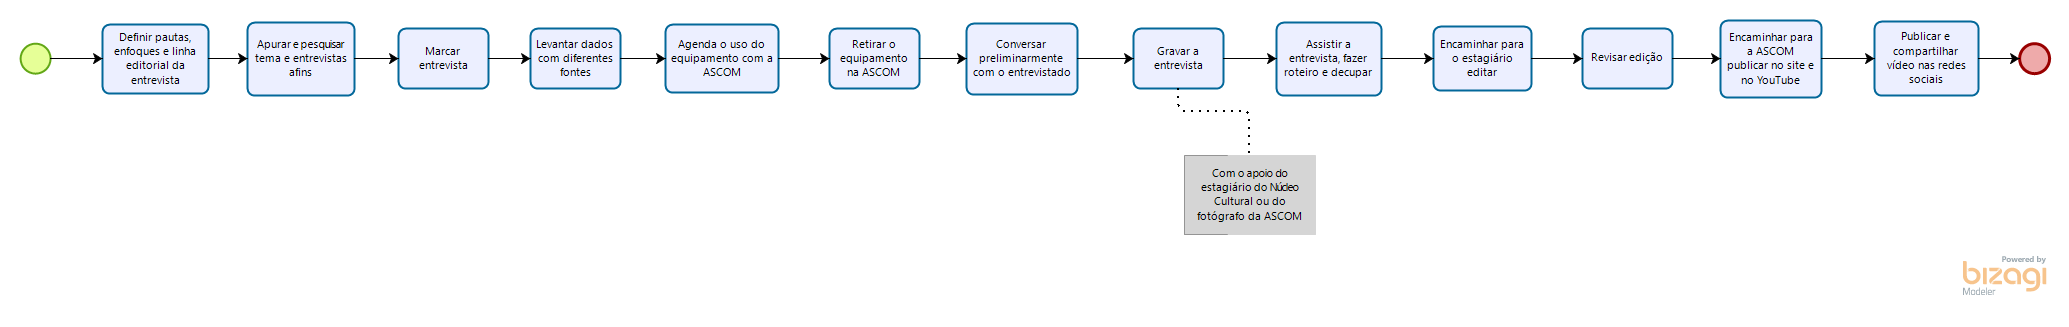 Definir pautas,
enfoques e linha
editorial da
entrevista
Apurar e pesquisar
tema e entrevistas
afins
Marcar
entrevista
Levantar dados
com diferentes
fontes
Agenda o uso do
equipamento com a
ASCOM
Retirar o
equipamento
na ASCOM
Conversar
preliminarmente
com o entrevistado
Gravar a
entrevista
Assistir a
entrevista, fazer
roteiro e decupar
Encaminhar para
o estagiário
editar
Revisar edição
Encaminhar para
a ASCOM
publicar no site e
no YouTube
Publicar e
compartilhar
vídeo nas redes
sociais
Com o apoio do
estagiário do Núcleo
Cultural ou do
fotógrafo da ASCOM
Powered by
bizagi
Modeler